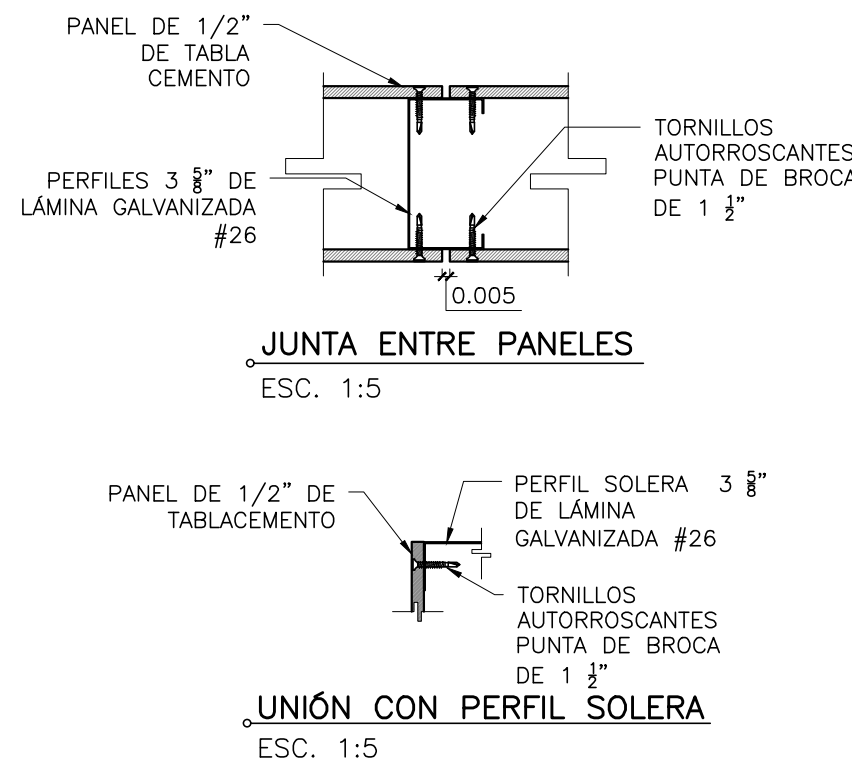 PANEL DE 1/2”
DE TABLA
CEMENTO
TORNILLOS
AUTORROSCANTES
PUNTA DE BROCA
DE 1 1/2”
PERFILES 3 5/8” DE
LÁMINA GALVANIZADA
#26
0.005
JUNTA ENTRE PANELES
ESC. 1:5
PANEL DE 1/2” DE
TABLACEMENTO
PERFIL SOLERA 3 5/8”
DE LÁMINA
GALVANIZADA #26
TORNILLOS
AUTORROSCANTES
PUNTA DE BROCA
DE 1 1/2”
UNIÓN CON PERFIL SOLERA
ESC. 1:5